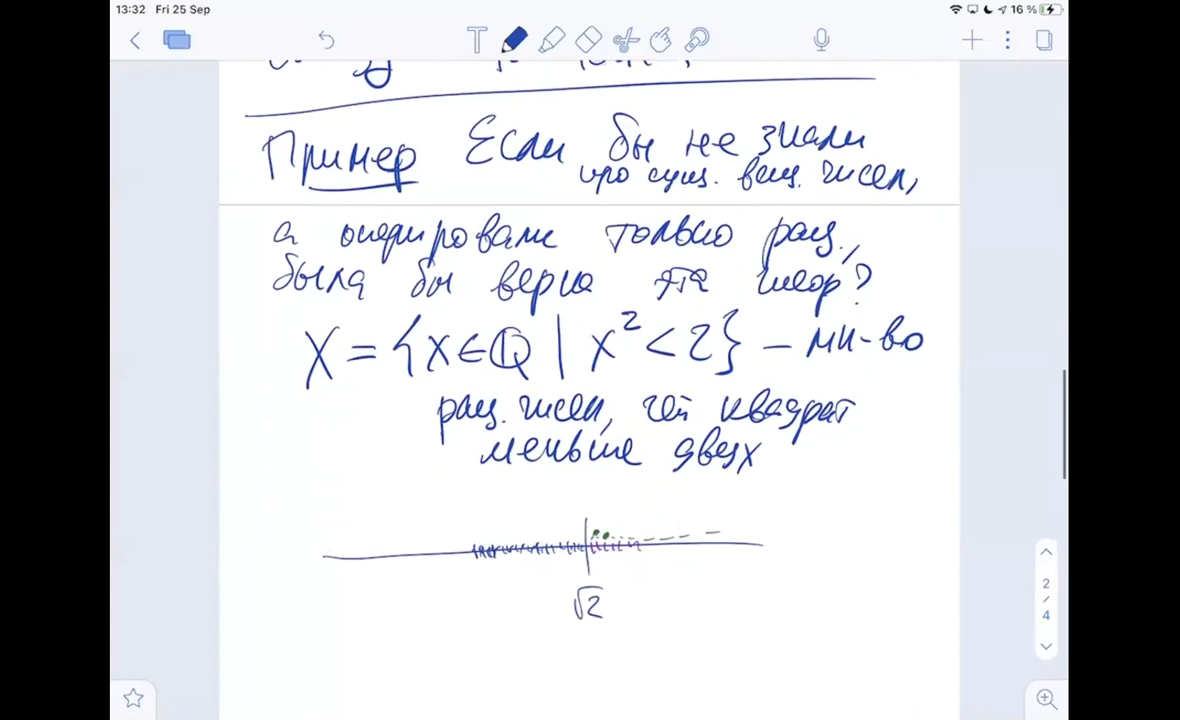 13:32 Fri 25 Sep
16 %
T
Пример Если бы не знали
про сущ. вещ. чисел,
а оперировали только рац.,
была бы верна эта теор?
X = {x ∈ ℚ | x² < 2} – мн-во
рац. чисел, чей квадрат
меньше двух
√2
2
/
4